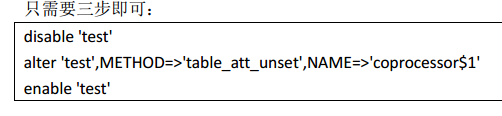 只需要三步即可：
disable 'test'
alter 'test',METHOD=>'table_att_unset',NAME=>'coprocessor$1'
enable 'test'